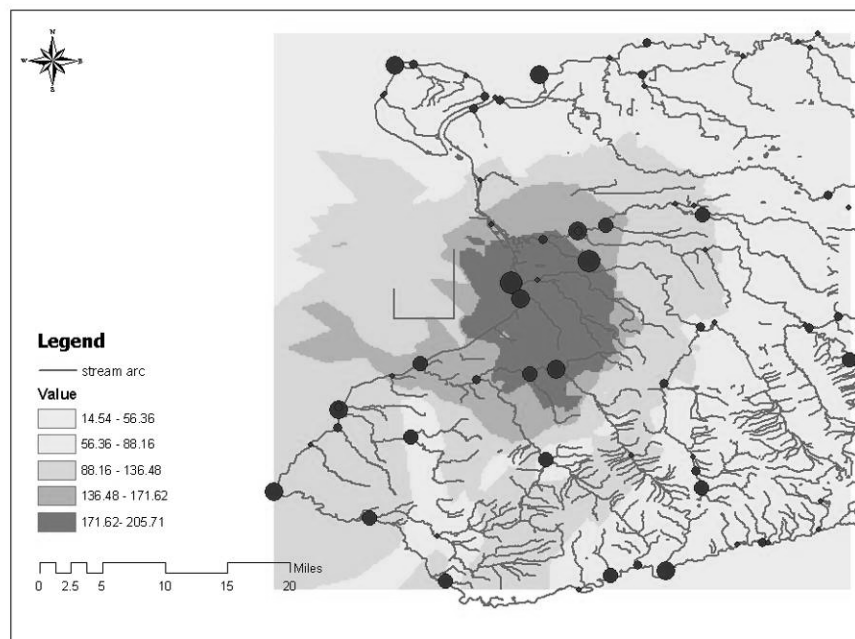 N
W
E
S
Legend
stream arc
Value
14.54 - 56.36
56.36 - 88.16
88.16 - 136.48
136.48 - 171.62
171.62- 205.71
Miles
0 2.5 5 10 15 20